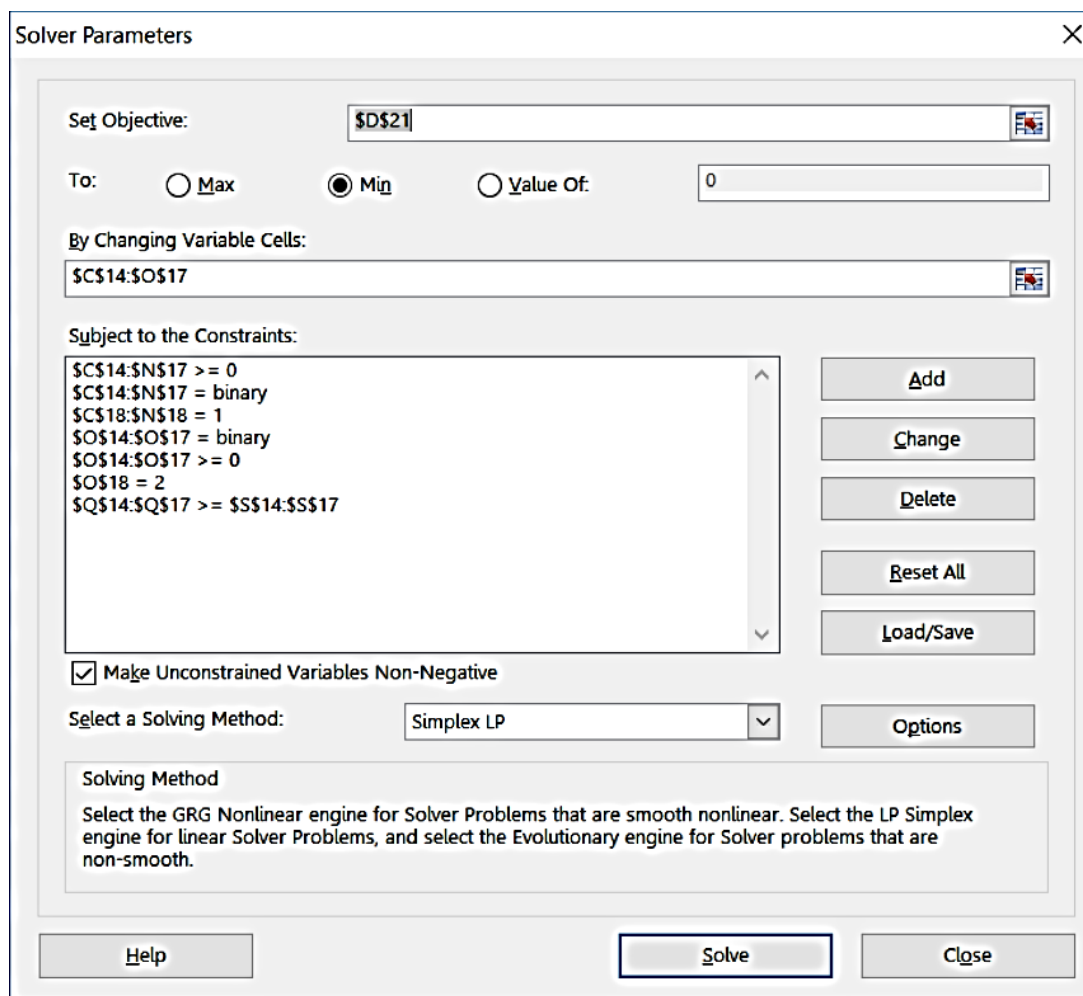 Solver Parameters
Set Objective: $D$21
To: Max Min Value Of: 0
By Changing Variable Cells:
$C$14:$O$17
Subject to the Constraints:
$C$14:$N$17 >= 0
$C$14:$N$17 = binary
$C$18:$N$18 = 1
$O$14:$O$17 = binary
$O$14:$O$17 >= 0
$O$18 = 2
$Q$14:$Q$17 >= $S$14:$S$17
Add
Change
Delete
Reset All
Load/Save
Make Unconstrained Variables Non-Negative
Select a Solving Method: Simplex LP Options
Solving Method
Select the GRG Nonlinear engine for Solver Problems that are smooth nonlinear. Select the LP Simplex
engine for linear Solver Problems, and select the Evolutionary engine for Solver problems that are
non-smooth.
Help Solve Close